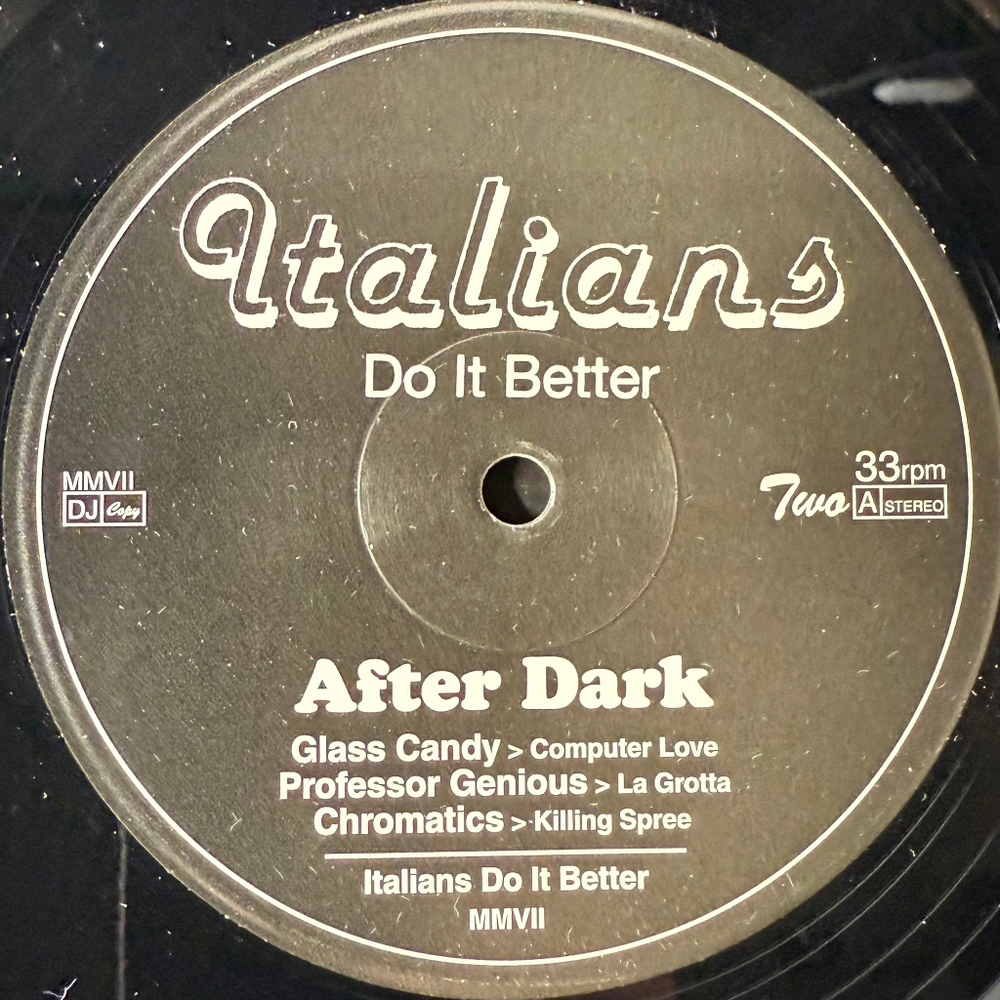 Italians
Do It Better
MMVII
DJ Copy
33rpm
Two A STEREO
After Dark
Glass Candy > Computer Love
Professor Genious > La Grotta
Chromatics > Killing Spree
Italians Do It Better
MMVII